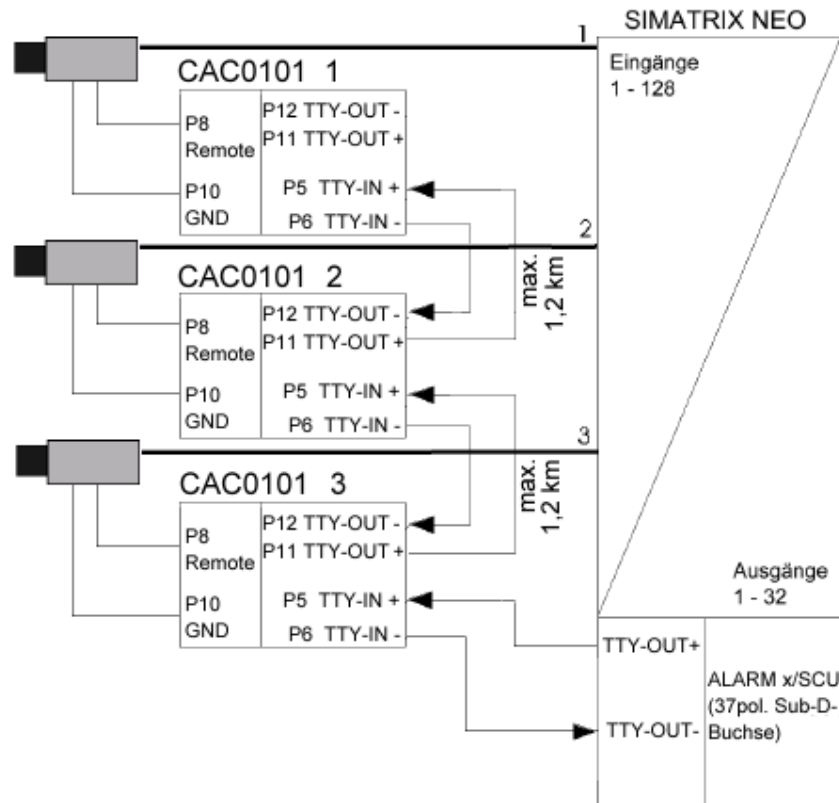 SIMATRIX NEO
1
Eingänge
1 - 128
CAC0101 1
P8
Remote
P10
GND
P12 TTY-OUT -
P11 TTY-OUT +
P5 TTY-IN +
P6 TTY-IN -
2
max.
1,2 km
CAC0101 2
P8
Remote
P10
GND
P12 TTY-OUT -
P11 TTY-OUT +
P5 TTY-IN +
P6 TTY-IN -
3
max.
1,2 km
CAC0101 3
P8
Remote
P10
GND
P12 TTY-OUT -
P11 TTY-OUT +
P5 TTY-IN +
P6 TTY-IN -
Ausgänge
1 - 32
TTY-OUT+
TTY-OUT-
ALARM x/SCU
(37pol. Sub-D-
Buchse)